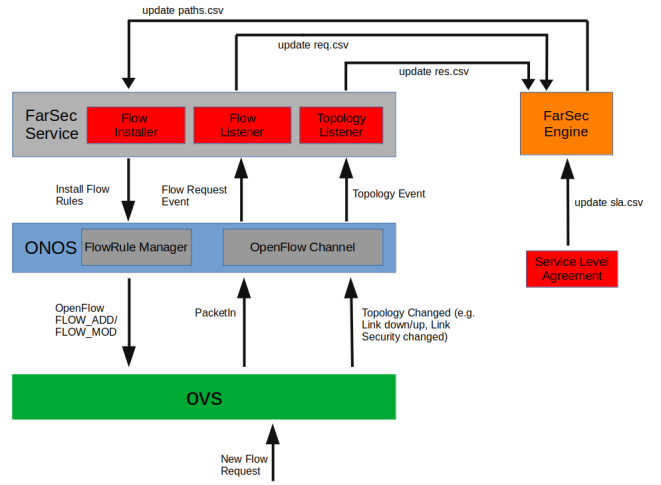 update paths.csv
update req.csv
update res.csv
FarSec
Service
Flow
Installer
Flow
Listener
Topology
Listener
FarSec
Engine
Install Flow
Rules
Flow Request
Event
Topology Event
update sla.csv
ONOS
FlowRule Manager
OpenFlow Channel
Service Level
Agreement
OpenFlow
FLOW_ADD/
FLOW_MOD
PacketIn
Topology Changed (e.g.
Link down/up, Link
Security changed)
ovs
New Flow
Request